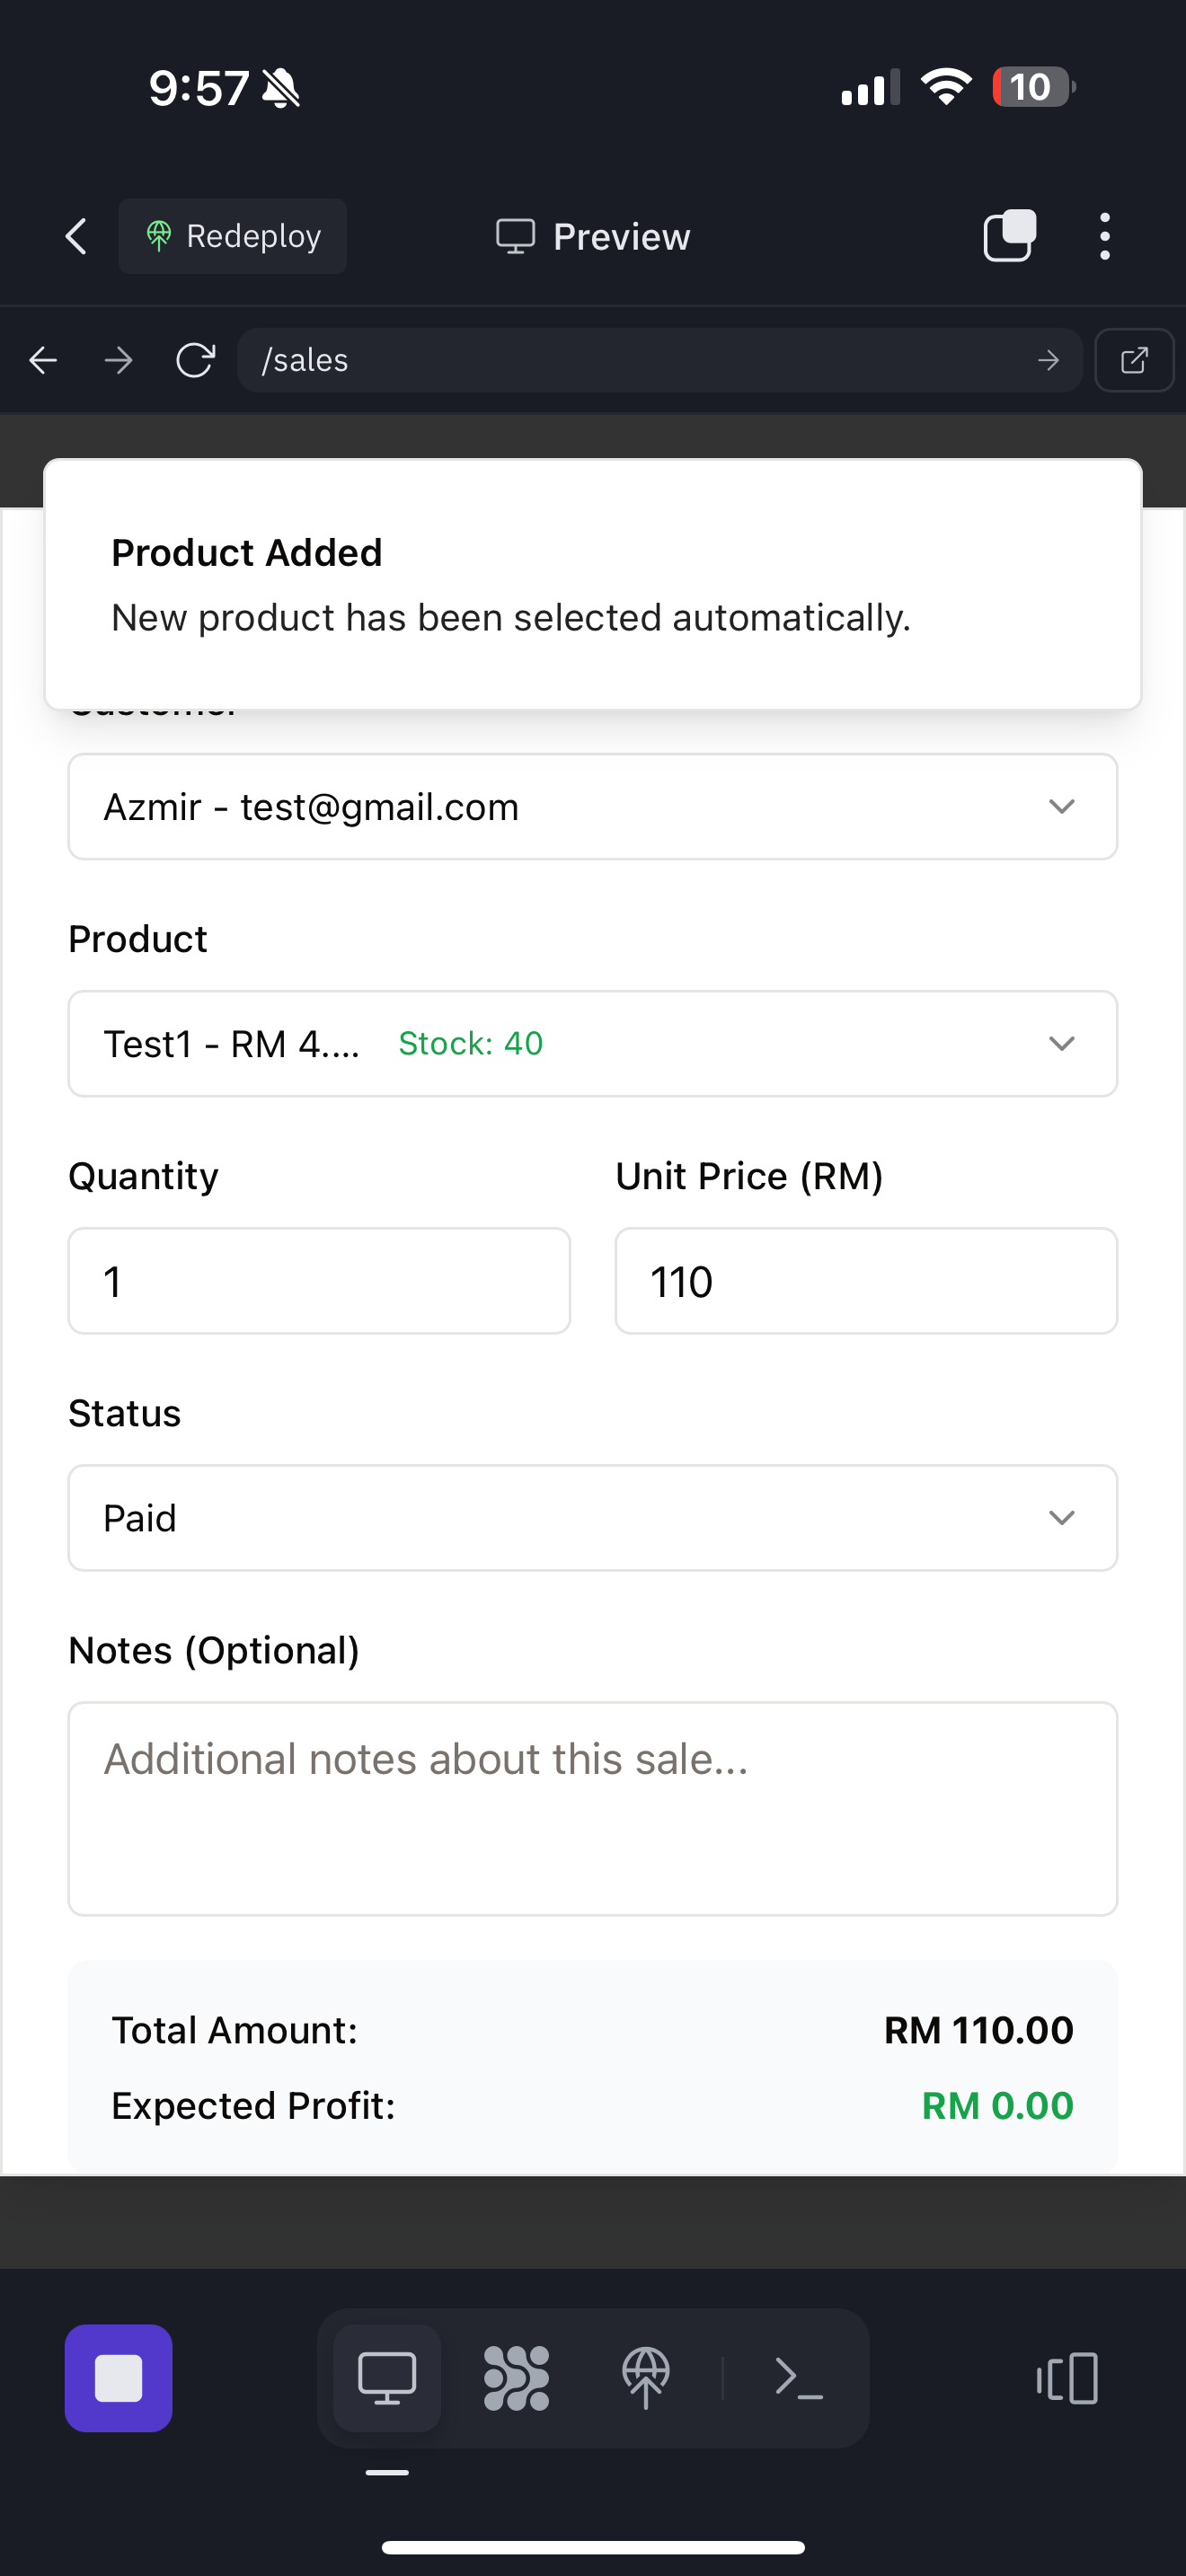 9:57
10
Redeploy
Preview
/sales
Product Added
New product has been selected automatically.
Customer
Azmir - test@gmail.com
Product
Test1 - RM 4.... Stock: 40
Quantity
Unit Price (RM)
1
110
Status
Paid
Notes (Optional)
Additional notes about this sale...
Total Amount: RM 110.00
Expected Profit: RM 0.00